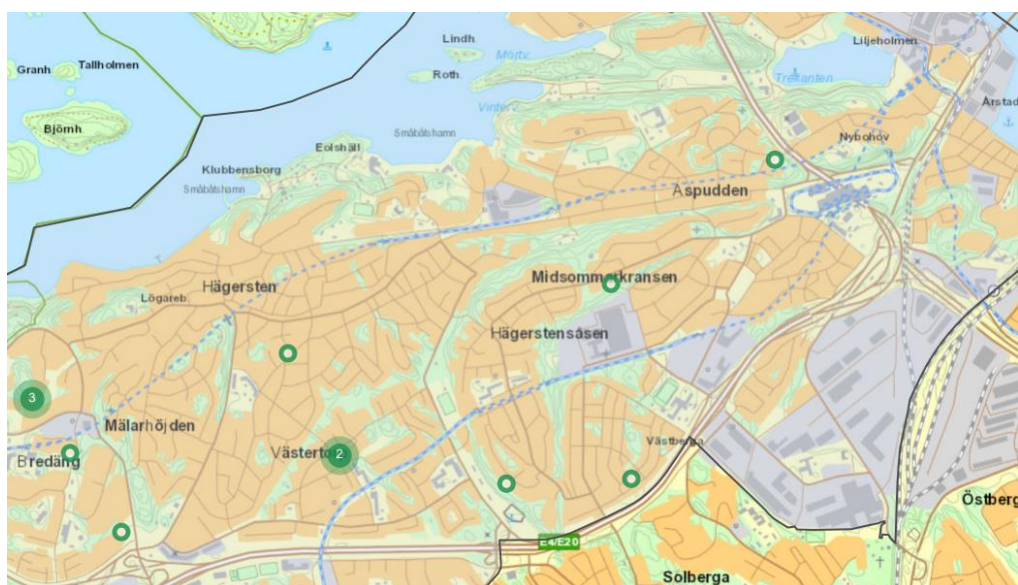 Lindh.
Liljeholmen
Mörtv.
Granh.
Tallholmen
Roth.
Trekanten
Vinterv.
Årstad
Björnh.
Småbåtshamn
Nybohov
Eolshäll
Klubbensborg
Småbåtshamn
Aspudden
Midsommarkransen
Hägersten
Lögareb.
Hägerstensåsen
3
Mälarhöjden
Västerto
2
Västberga
Bredäng
Östberg
E4/E20
Solberga